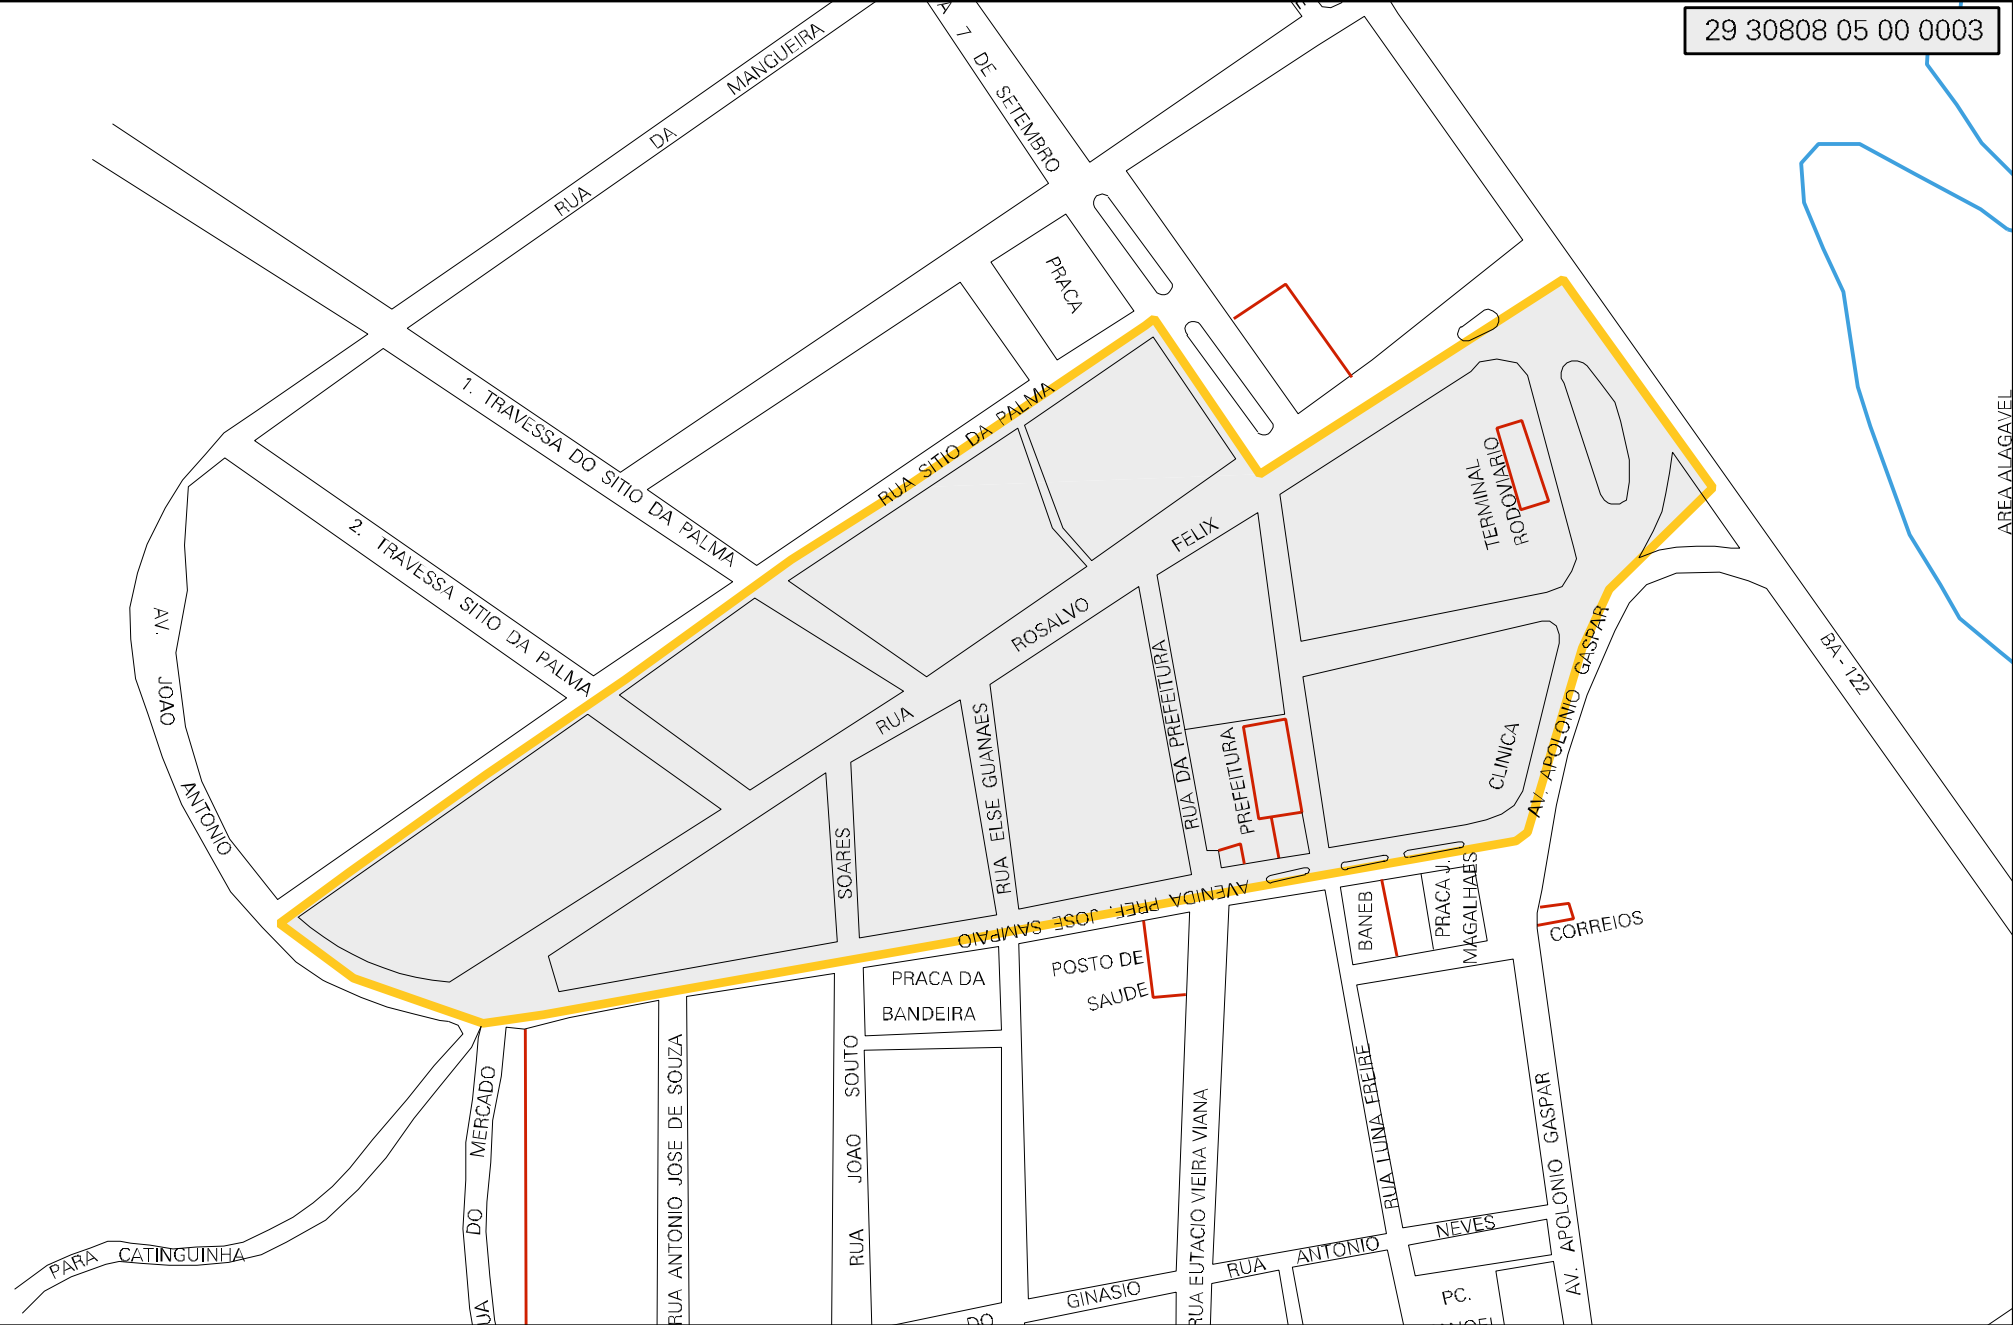 29 30808 05 00 0003
RUA DA MANGUEIRA
A 7 DE SETEMBRO
PRACA
1. TRAVESSA DO SITIO DA PALMA
2. TRAVESSA SITIO DA PALMA
RUA SITIO DA PALMA
AREA ALAGAVEL
TERMINAL
RODOVIARIO
RUA ROSALVO FELIX
SOARES
AV. JOAO ANTONIO
RUA ELSE GUANAES
RUA DA PREFEITURA
PREFEITURA
CLINICA
AV. APOLONIO GASPAR
BA - 122
AVENIDA PREF. JOSE SAMPAIO
BANEB
PRACA J.
MAGALHAES
CORREIOS
POSTO DE
SAUDE
PRACA DA
BANDEIRA
UA DO MERCADO
RUA ANTONIO JOSE DE SOUZA
RUA JOAO SOUTO
RUA EUTACIO VIEIRA VIANA
RUA LUNA FREIRE
AV. APOLONIO GASPAR
PARA CATINGUINHA
RUA ANTONIO NEVES
DO GINASIO
PC.